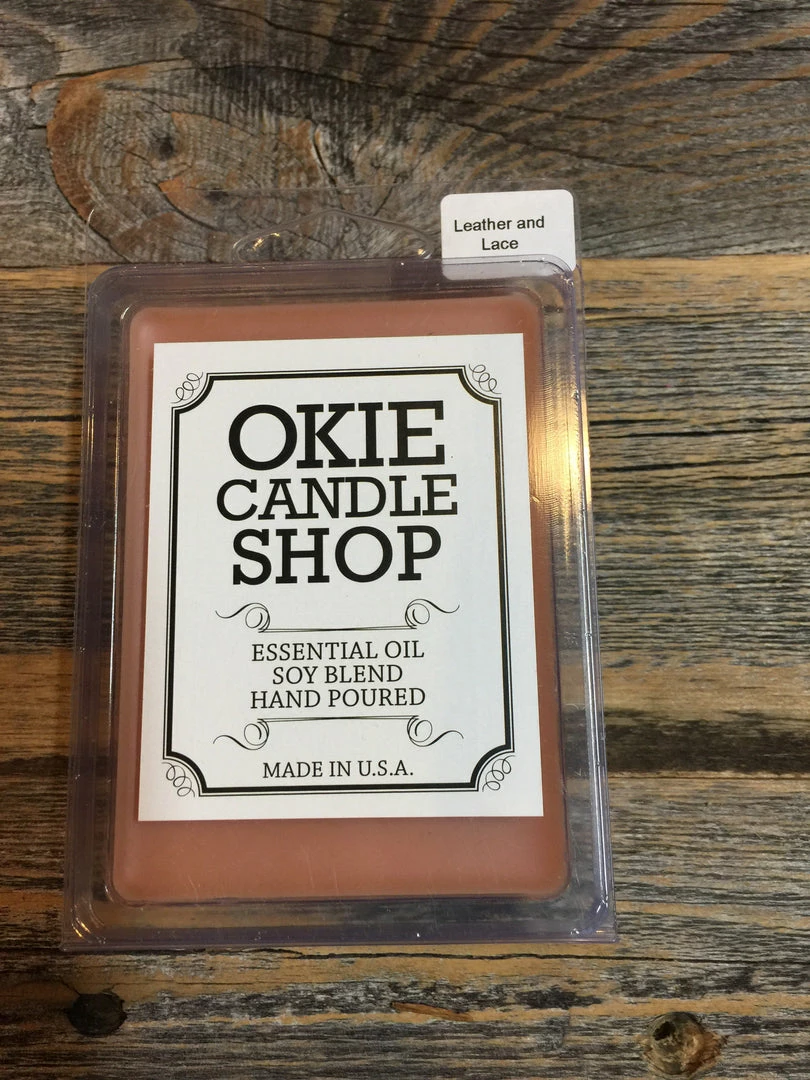 Leather and
Lace
OKIE
CANDLE
SHOP
ESSENTIAL OIL
SOY BLEND
HAND POURED
MADE IN U.S.A.